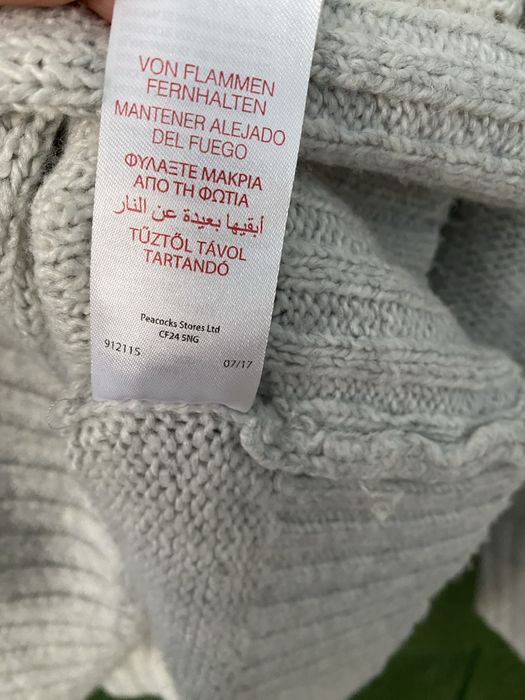 VON FLAMMEN
FERNHALTEN
MANTENER ALEJADO
DEL FUEGO
ΦΥΛΑΞΤΕ ΜΑΚΡΙΑ
ΑΠΟ ΤΗ ΦΩΤΙΑ
أبقيها بعيدة عن النار
TŰZTŐL TÁVOL
TARTANDÓ
Peacocks Stores Ltd
CF24 5NG
912115
07/17